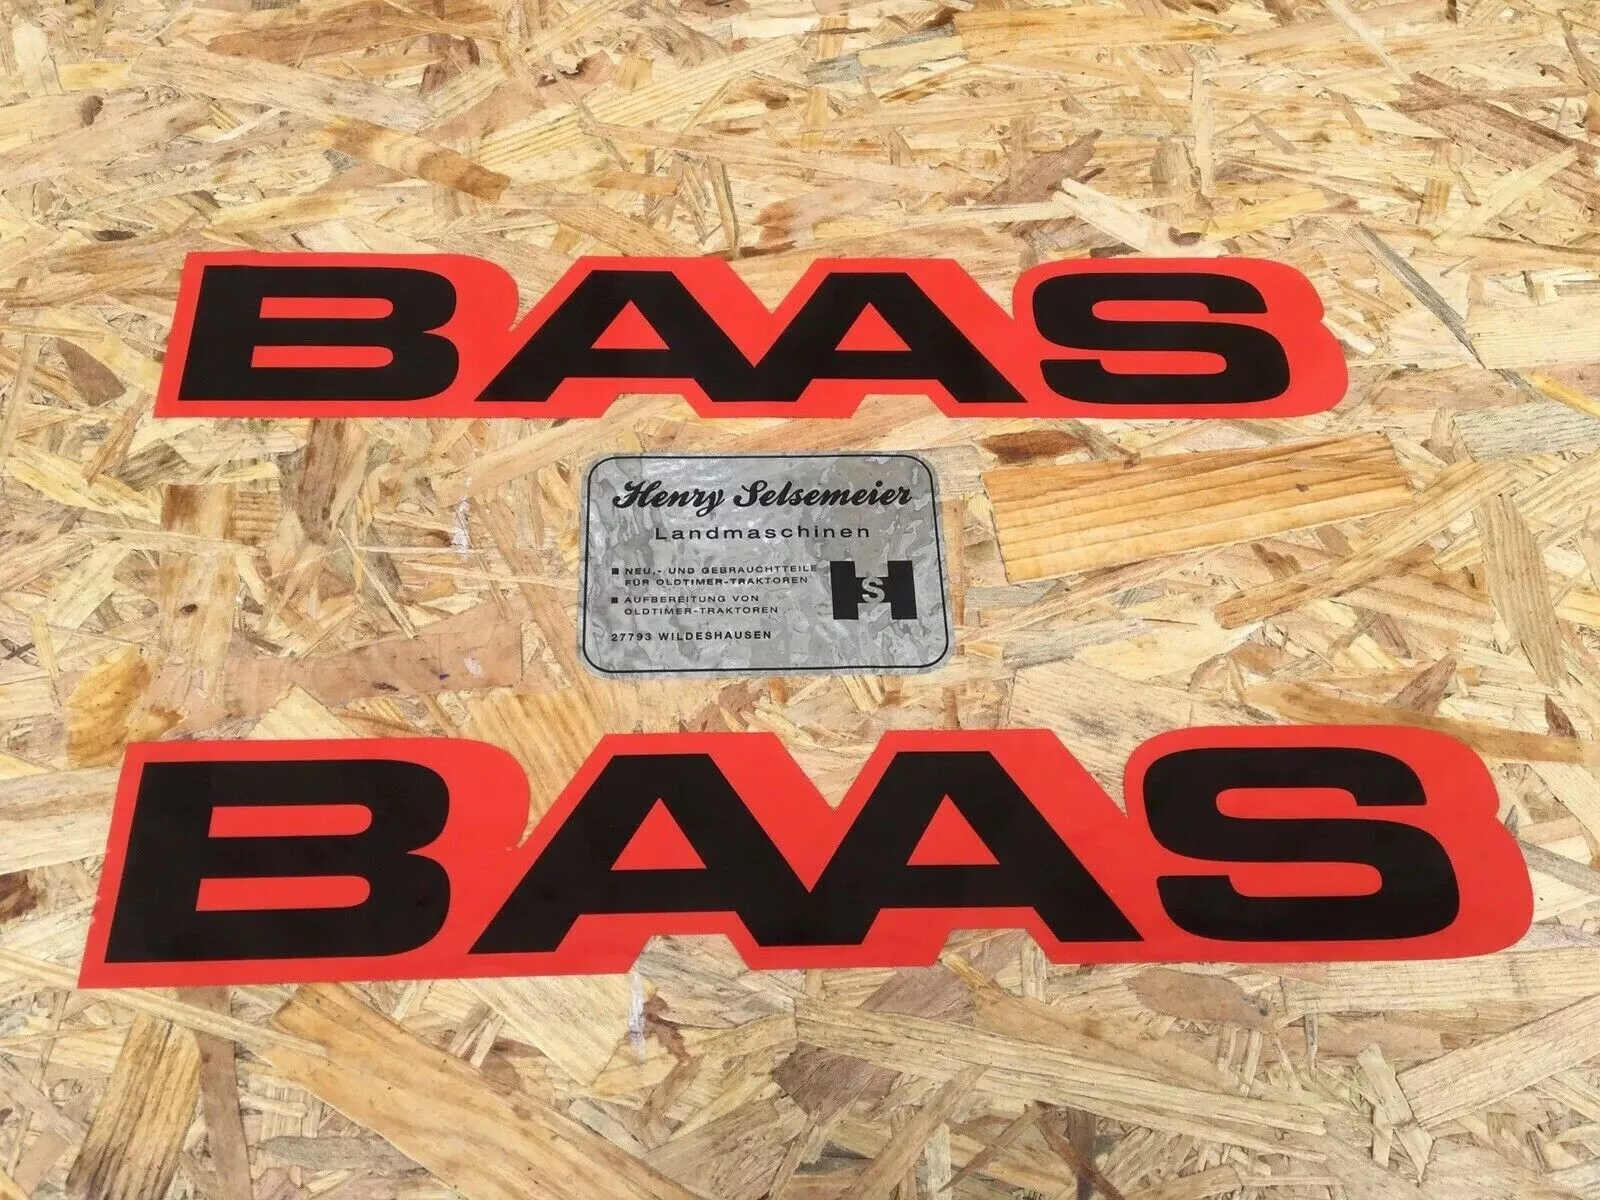 BAAS
Henry Selsemeier
Landmaschinen
■ NEU.- UND GEBRAUCHTTEILE
FÜR OLDTIMER-TRAKTOREN
■ AUFBEREITUNG VON
OLDTIMER-TRAKTOREN
HS
27793 WILDESHAUSEN
BAAS